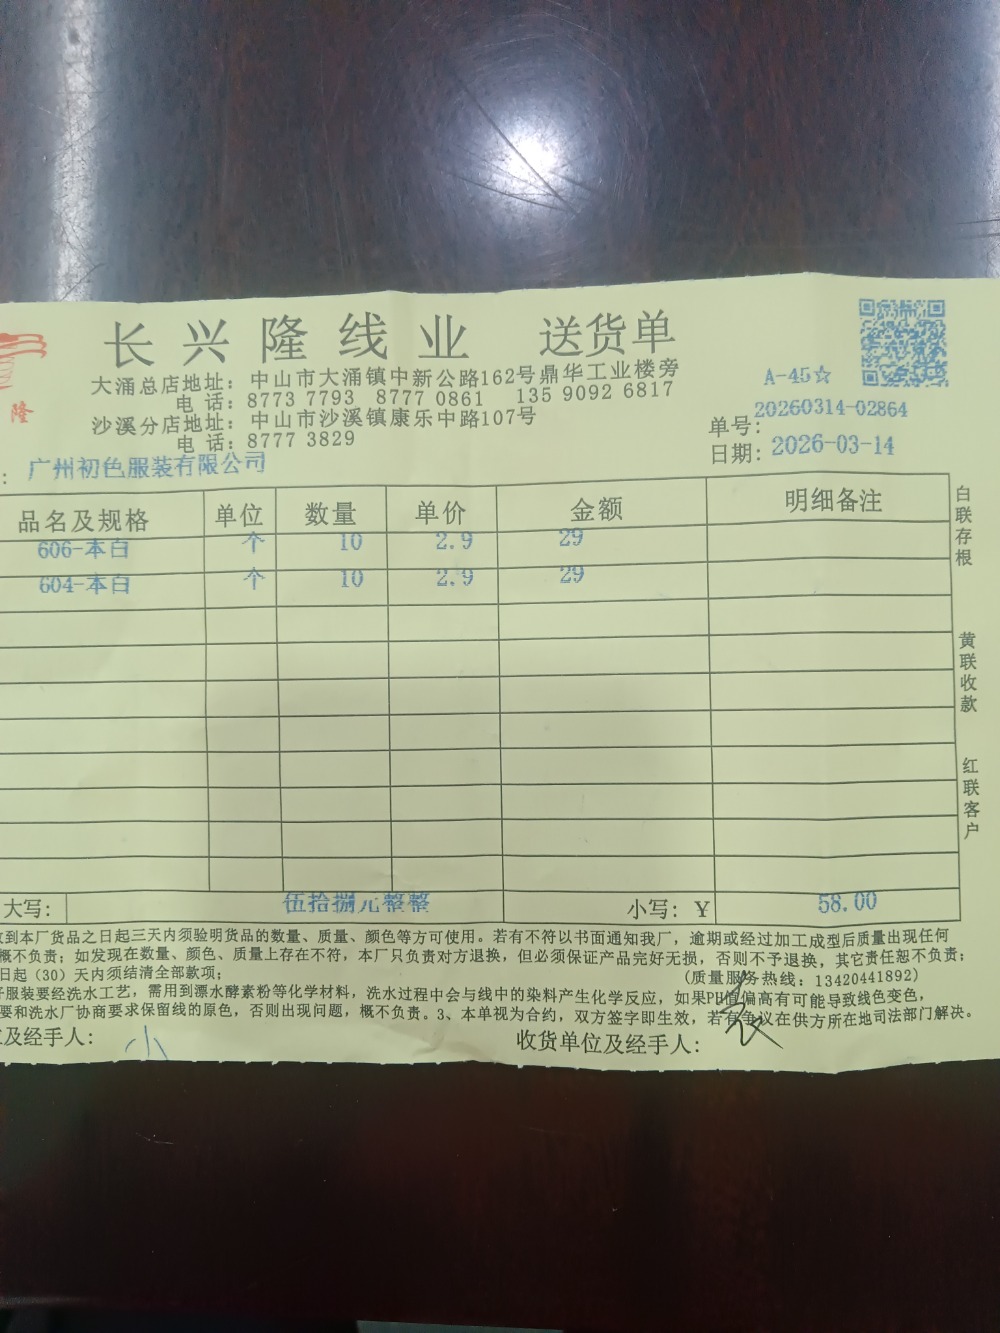 长兴隆线业 送货单
隆
大涌总店地址：中山市大涌镇中新公路162号鼎华工业楼旁
电 话：8773 7793 8777 0861 135 9092 6817
沙溪分店地址：中山市沙溪镇康乐中路107号
电 话：8777 3829
A-45☆
单号：20260314-02864
日期：2026-03-14
：广州初色服装有限公司
品名及规格 单位 数量 单价 金额 明细备注
606-本白 个 10 2.9 29
604-本白 个 10 2.9 29
白联存根
黄联收款
红联客户
大写： 伍拾捌元整整 小写：￥ 58.00
到本厂货品之日起三天内须验明货品的数量、质量、颜色等方可使用。若有不符以书面通知我厂，逾期或经过加工成型后质量出现任何
概不负责；如发现在数量、颜色、质量上存在不符，本厂只负责对方退换，但必须保证产品完好无损，否则不予退换，其它责任恕不负责；
日起（30）天内须结清全部款项； （质量服务热线：13420441892）
服装要经洗水工艺，需用到漂水酵素粉等化学材料，洗水过程中会与线中的染料产生化学反应，如果PH值偏高有可能导致线色变色，
要和洗水厂协商要求保留线的原色，否则出现问题，概不负责。3、本单视为合约，双方签字即生效，若有争议在供方所在地司法部门解决。
及经手人： 小 收货单位及经手人：